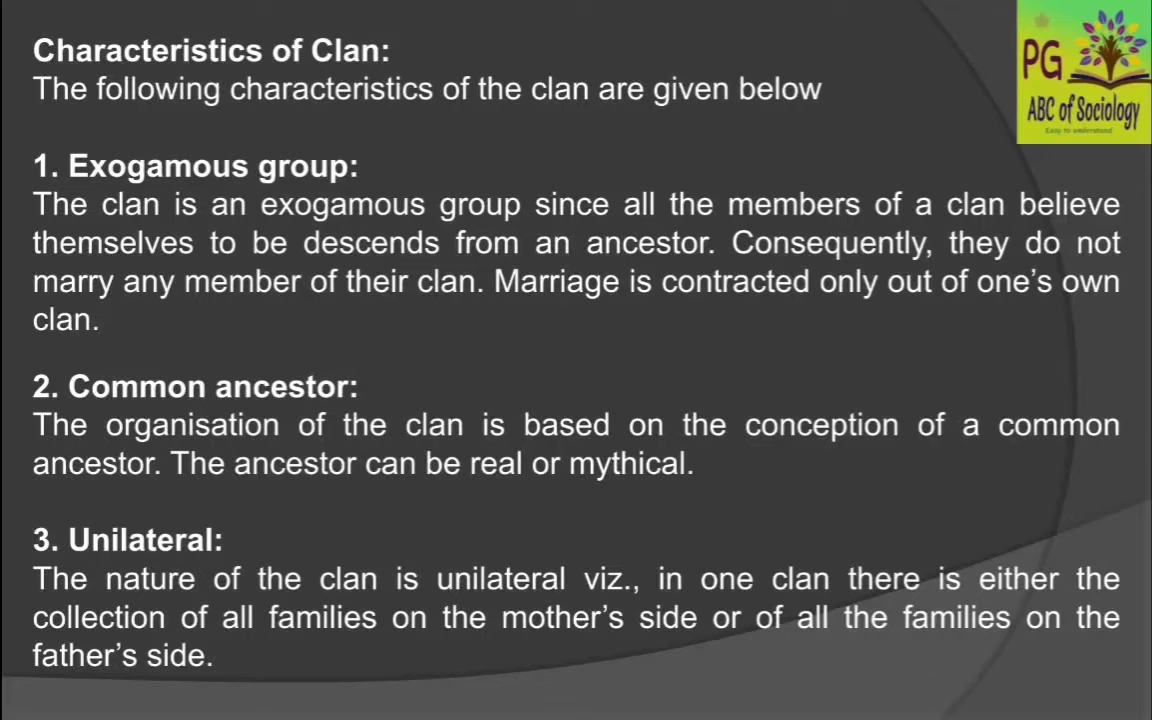 Characteristics of Clan:
The following characteristics of the clan are given below
PG
ABC of Sociology
Easy to understand
1. Exogamous group:
The clan is an exogamous group since all the members of a clan believe
themselves to be descends from an ancestor. Consequently, they do not
marry any member of their clan. Marriage is contracted only out of one’s own
clan.
2. Common ancestor:
The organisation of the clan is based on the conception of a common
ancestor. The ancestor can be real or mythical.
3. Unilateral:
The nature of the clan is unilateral viz., in one clan there is either the
collection of all families on the mother’s side or of all the families on the
father’s side.